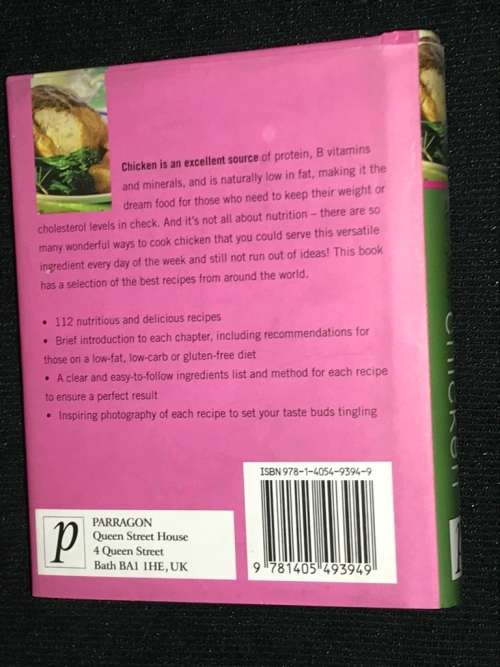 Chicken is an excellent source of protein, B vitamins
and minerals, and is naturally low in fat, making it the
dream food for those who need to keep their weight or
cholesterol levels in check. And it's not all about nutrition – there are so
many wonderful ways to cook chicken that you could serve this versatile
ingredient every day of the week and still not run out of ideas! This book
has a selection of the best recipes from around the world.
• 112 nutritious and delicious recipes
• Brief introduction to each chapter, including recommendations for
those on a low-fat, low-carb or gluten-free diet
• A clear and easy-to-follow ingredients list and method for each recipe
to ensure a perfect result
• Inspiring photography of each recipe to set your taste buds tingling
ISBN 978-1-4054-9394-9
9 781405 493949
p
PARRAGON
Queen Street House
4 Queen Street
Bath BA1 1HE, UK
CHICKEN